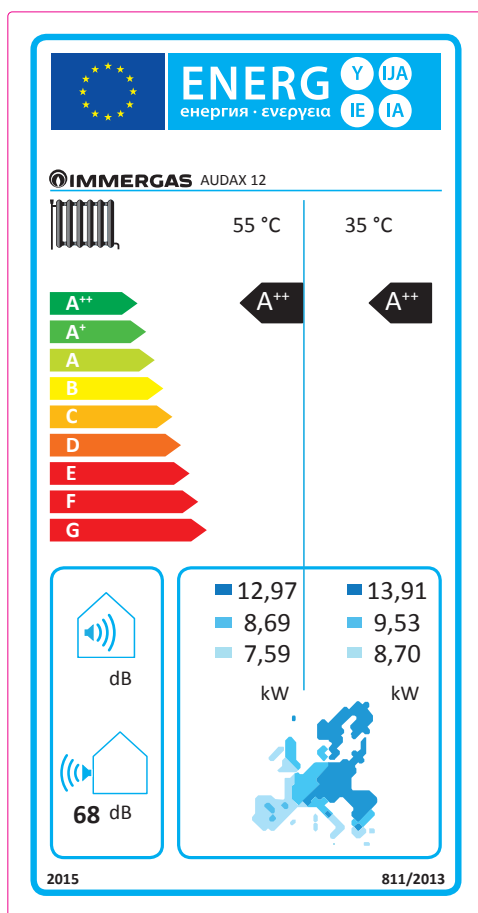 ENERG
енергия · ενεργεια
Y IJA
IE IA
IMMERGAS AUDAX 12
55 °C 35 °C
A++ A++
A++
A+
A
B
C
D
E
F
G
12,97 13,91
8,69 9,53
7,59 8,70
kW kW
dB
68 dB
2015 811/2013